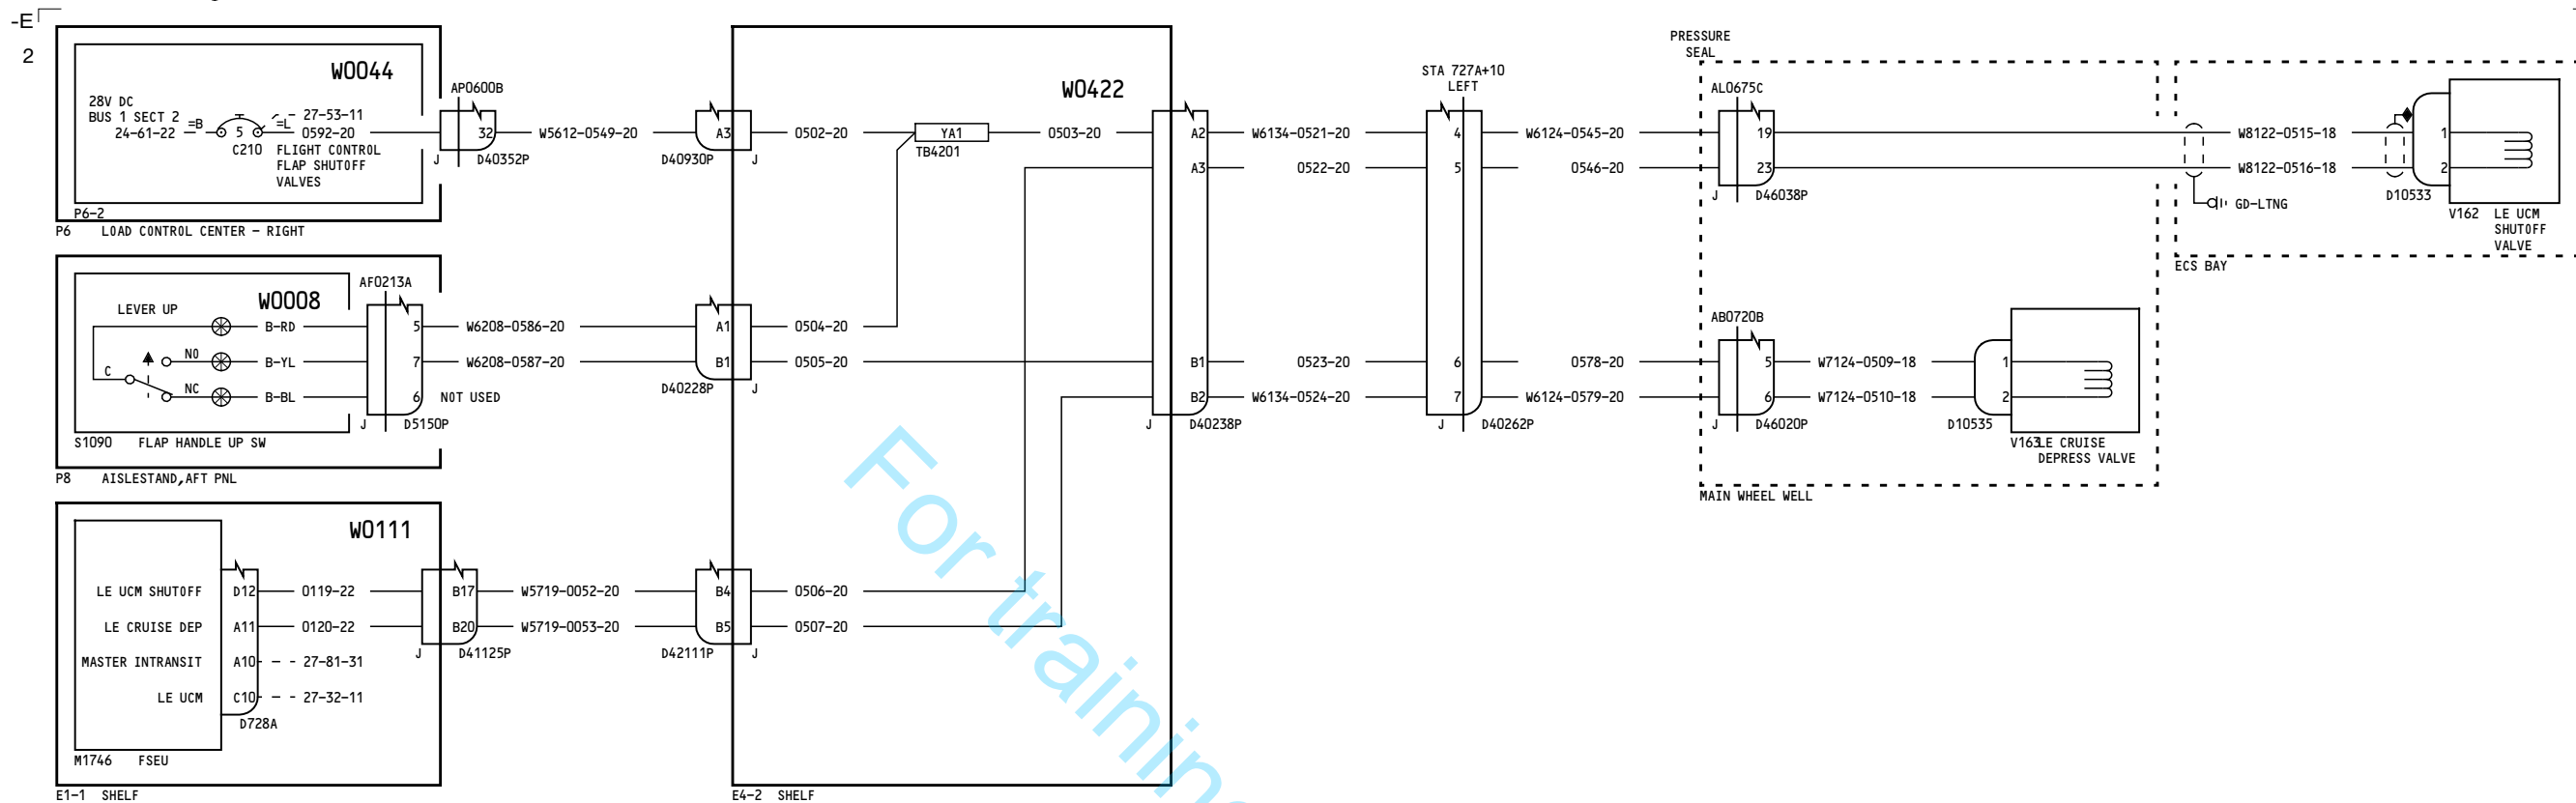 -E
2
W0044
28V DC
BUS 1 SECT 2
24-61-22
=B
5
=L
27-53-11
0592-20
C210
FLIGHT CONTROL
FLAP SHUTOFF
VALVES
P6-2
P6 LOAD CONTROL CENTER - RIGHT
AP0600B
32
J
D40352P
W5612-0549-20
A3
D40930P
J
W0422
0502-20
YA1
TB4201
0503-20
A2
A3
W6134-0521-20
0522-20
STA 727A+10
LEFT
4
5
W6124-0545-20
0546-20
PRESSURE
SEAL
AL0675C
19
23
J
D46038P
W8122-0515-18
W8122-0516-18
GD-LTNG
1
2
D10533
V162 LE UCM
SHUTOFF
VALVE
ECS BAY
W0008
LEVER UP
B-RD
NO
B-YL
C
NC
B-BL
S1090 FLAP HANDLE UP SW
P8 AISLESTAND,AFT PNL
AF0213A
5
7
6
NOT USED
J
D5150P
W6208-0586-20
W6208-0587-20
A1
B1
D40228P
J
0504-20
0505-20
B1
B2
J
D40238P
0523-20
W6134-0524-20
6
7
J
D40262P
0578-20
W6124-0579-20
AB0720B
5
6
J
D46020P
W7124-0509-18
W7124-0510-18
1
2
D10535
V163 LE CRUISE
DEPRESS VALVE
MAIN WHEEL WELL
W0111
LE UCM SHUTOFF D12 0119-22
LE CRUISE DEP A11 0120-22
MASTER INTRANSIT A10 27-81-31
LE UCM C10 27-32-11
D728A
M1746 FSEU
E1-1 SHELF
B17
B20
J
D41125P
W5719-0052-20
W5719-0053-20
B4
B5
D42111P
J
0506-20
0507-20
E4-2 SHELF
For training